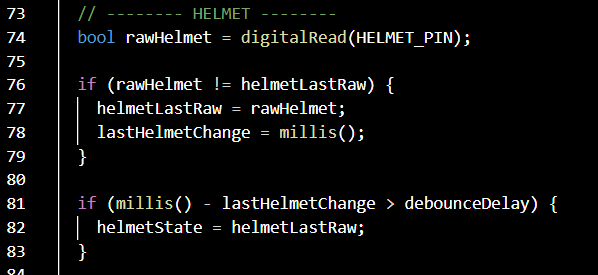 73 // -------- HELMET --------
74 bool rawHelmet = digitalRead(HELMET_PIN);
75
76 if (rawHelmet != helmetLastRaw) {
77 helmetLastRaw = rawHelmet;
78 lastHelmetChange = millis();
79 }
80
81 if (millis() - lastHelmetChange > debounceDelay) {
82 helmetState = helmetLastRaw;
83 }